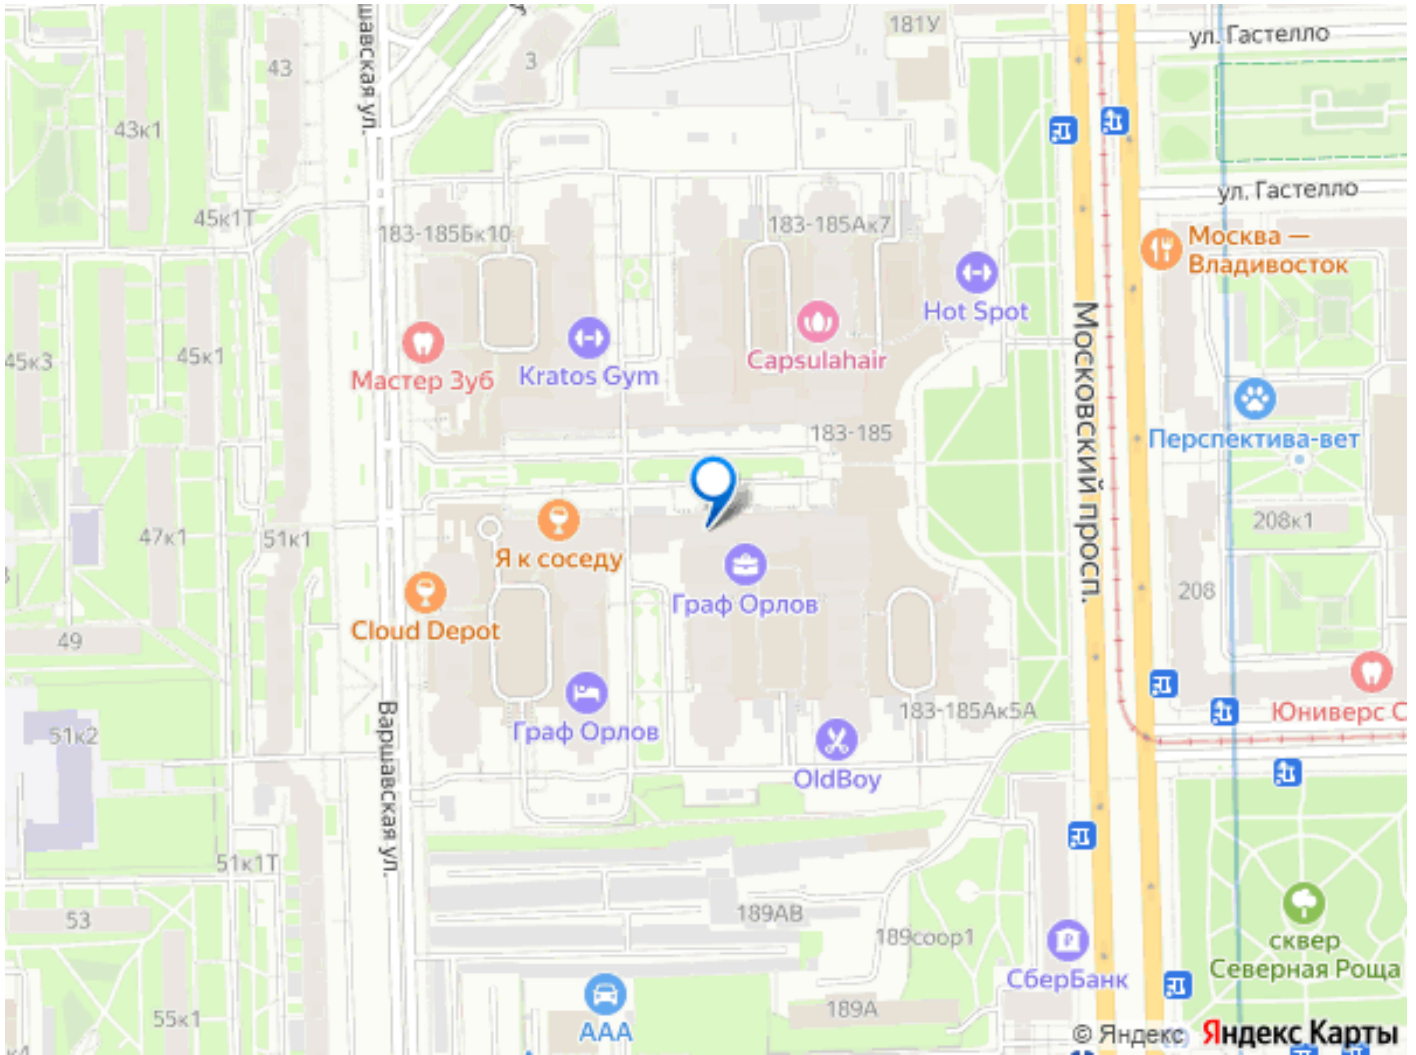 181У
ул. Гастелло
шавская ул.
3
43
43к1
ул. Гастелло
45к1Т
183-185Бк10
183-185Ак7
Москва —
Владивосток
Hot Spot
Московский просп.
45к3
45к1
Мастер Зуб
Kratos Gym
Capsulahair
183-185
Перспектива-вет
208к1
47к1
51к1
Я к соседу
208
Граф Орлов
Cloud Depot
49
Граф Орлов
183-185Ак5А
Юниверс С
51к2
Варшавская ул.
OldBoy
51к1Т
53
189АВ
189соор1
сквер
Северная Роща
СберБанк
189А
55к1
ААА
к4
© Яндекс Яндекс Карты